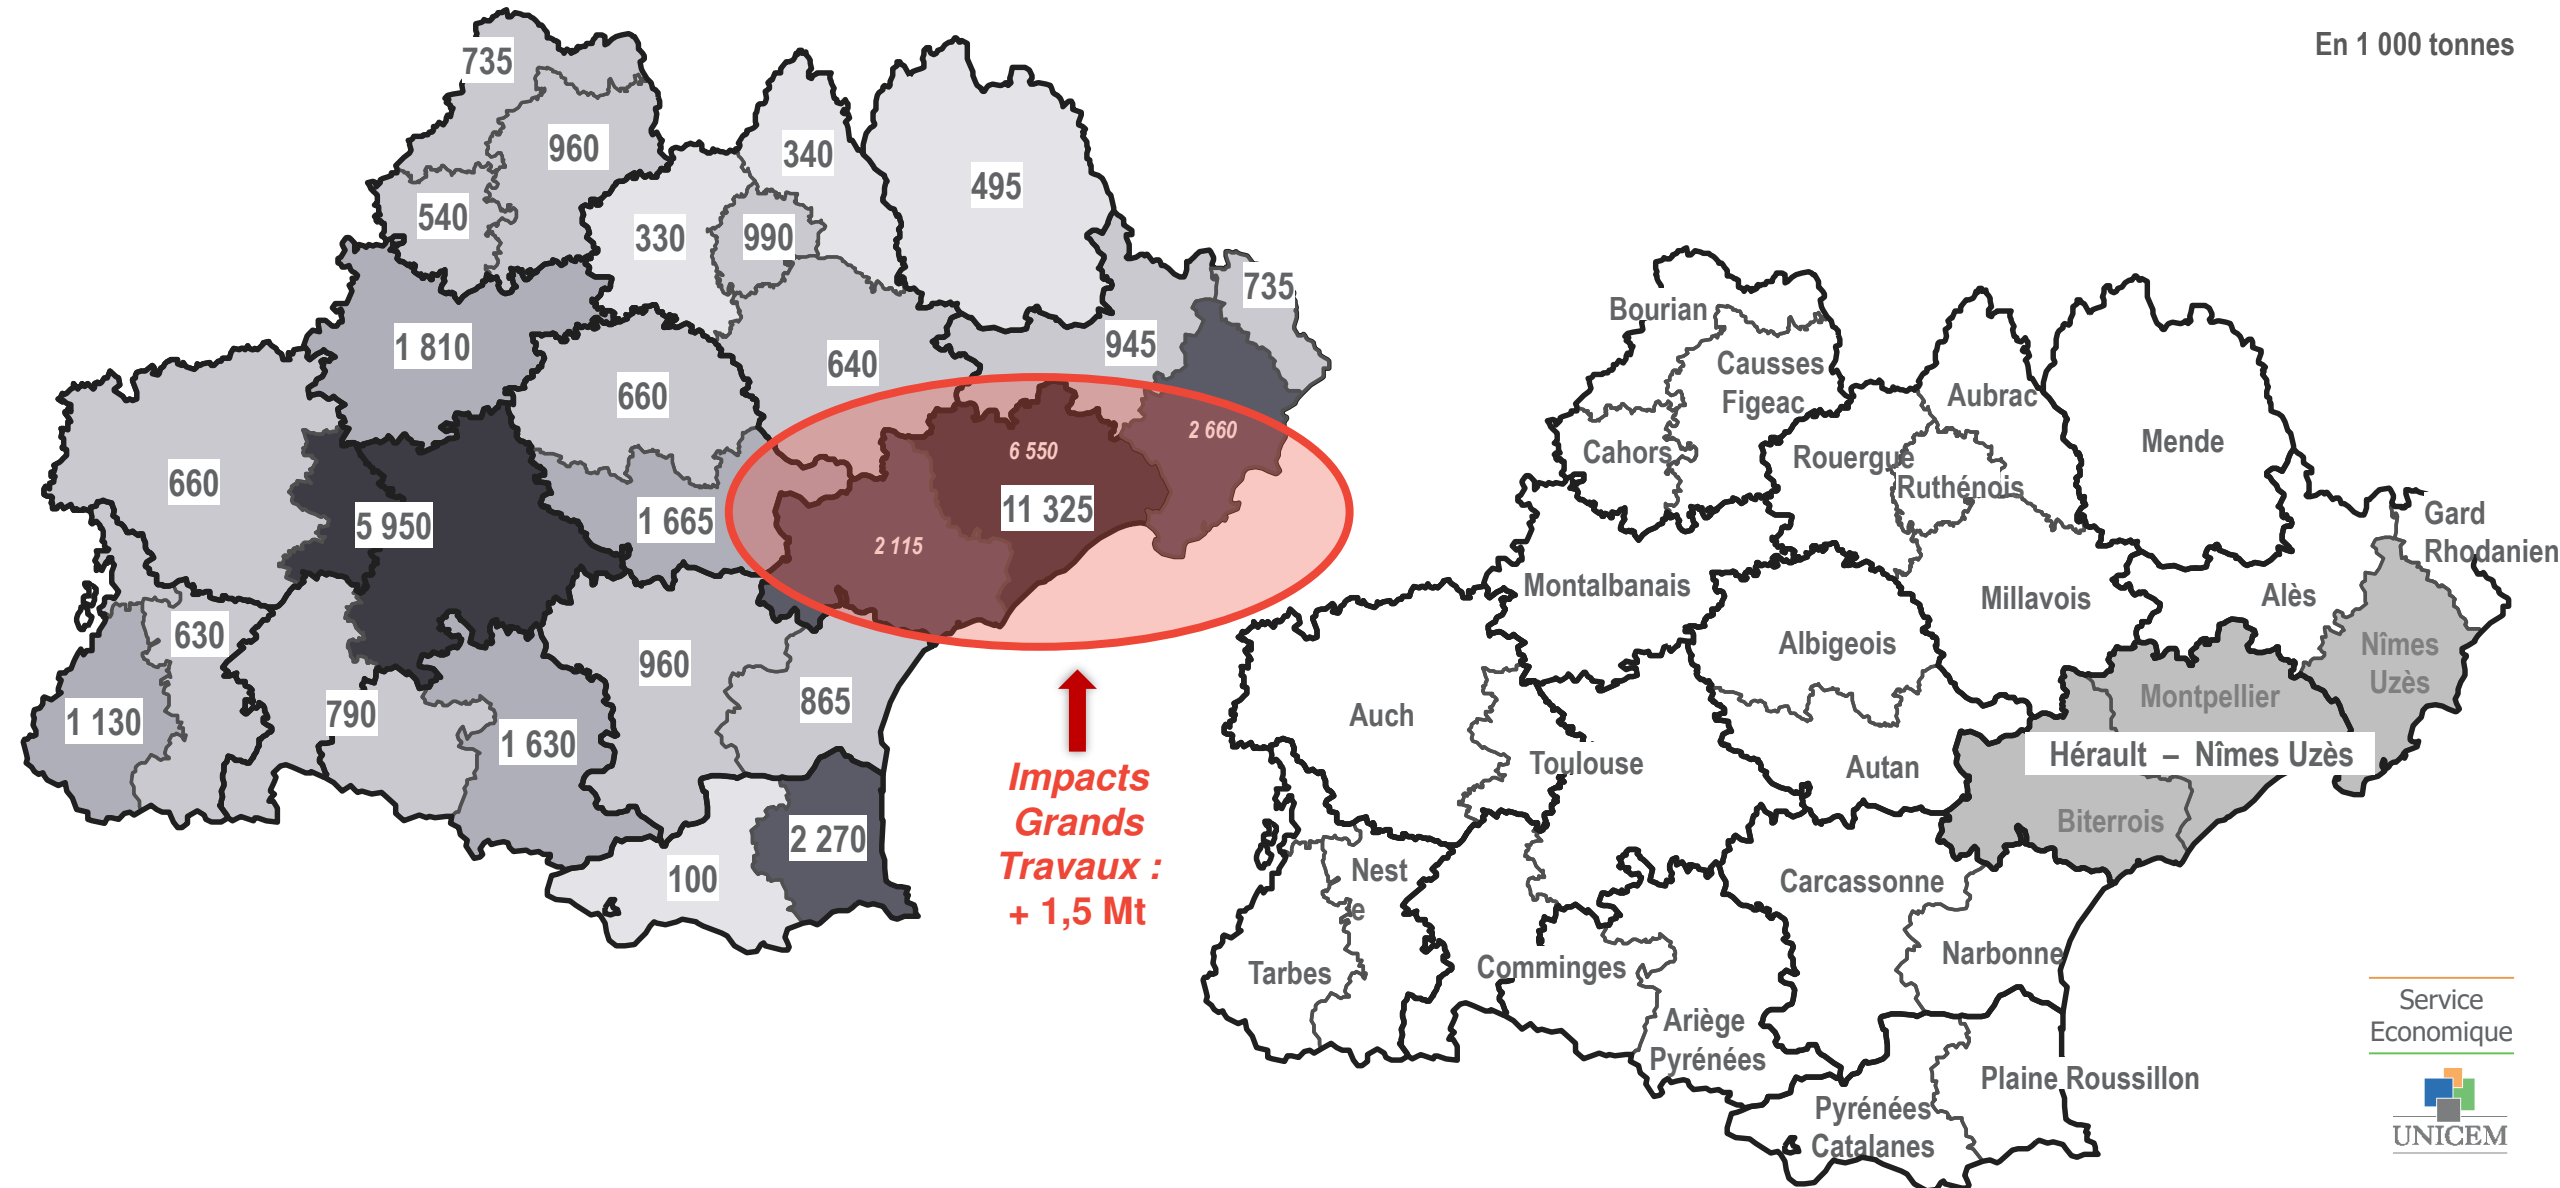 En 1 000 tonnes
735
960
340
495
540
330
990
735
1 810
945
640
660
2 660
6 550
660
11 325
1 665
5 950
2 115
630
960
865
790
1 130
1 630
2 270
100
Impacts
Grands
Travaux :
+ 1,5 Mt
Bourian
Causses
Figeac
Aubrac
Mende
Cahors
Rouergue
Ruthénois
Gard
Rhodanien
Montalbanais
Millavois
Alès
Albigeois
Nîmes
Uzès
Montpellier
Auch
Toulouse
Autan
Hérault – Nîmes Uzès
Biterrois
Nest
e
Carcassonne
Narbonne
Tarbes
Comminges
Ariège
Pyrénées
Plaine Roussillon
Pyrénées
Catalanes
Service
Economique
UNICEM